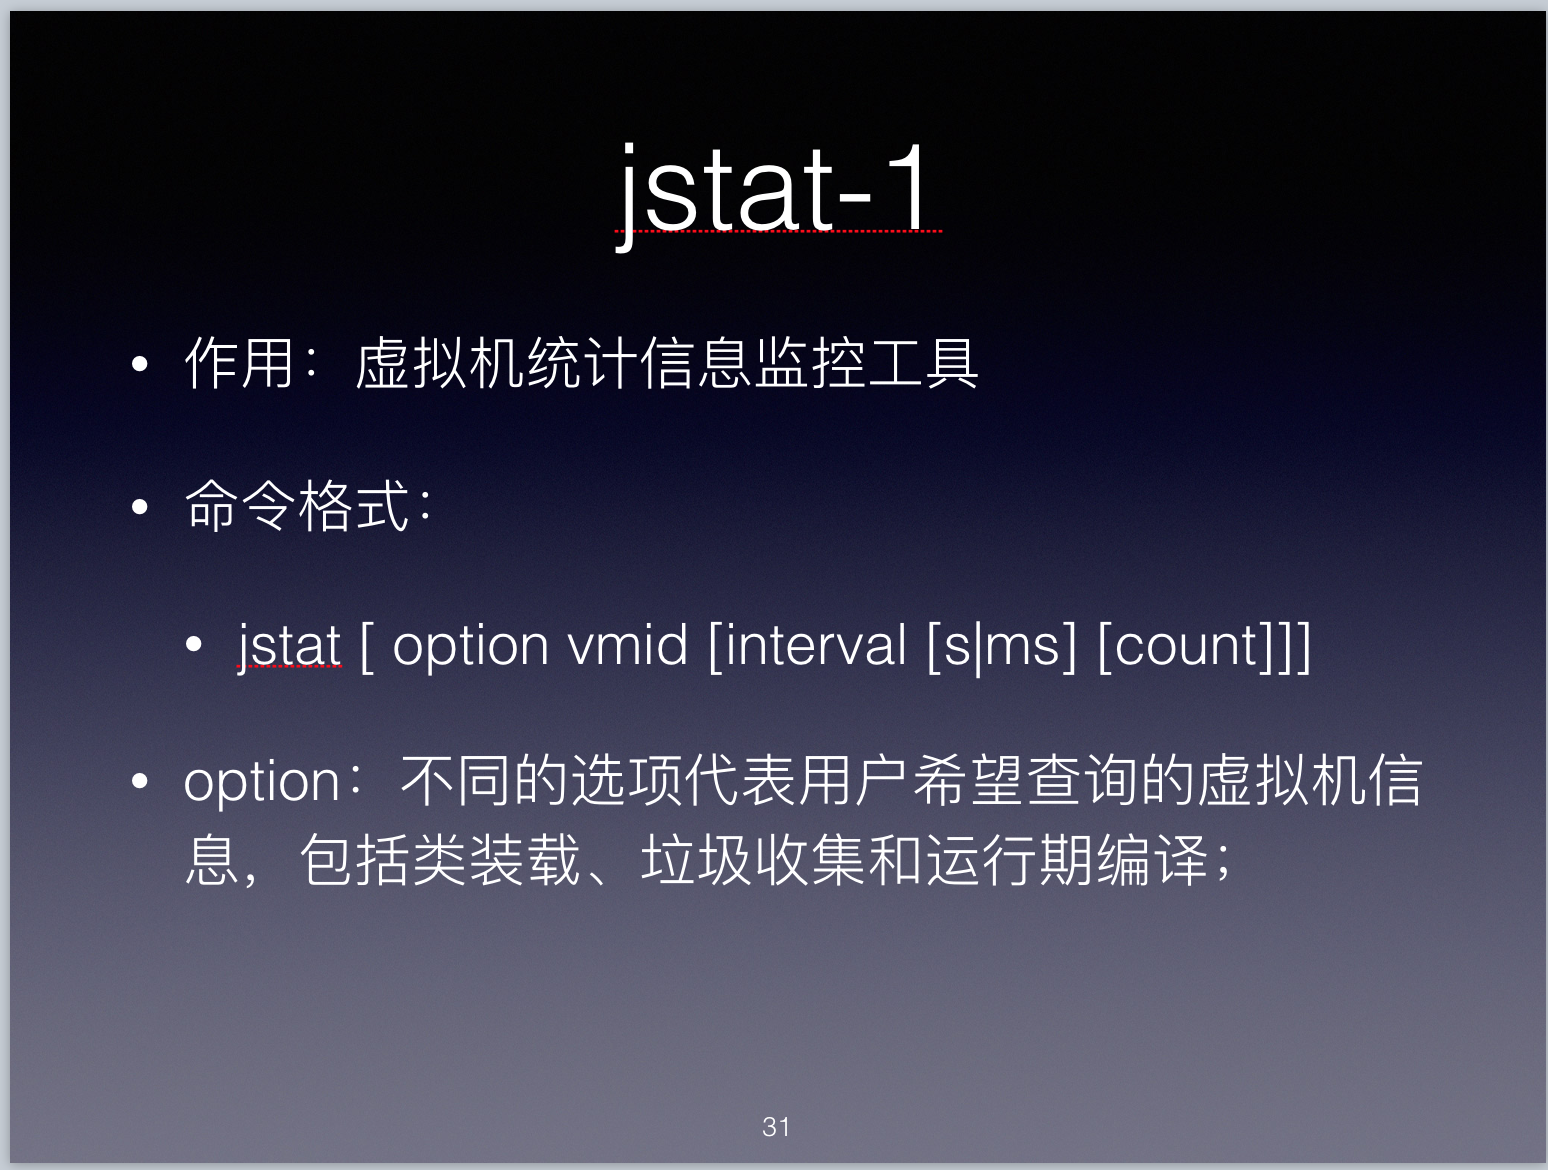 jstat-1
• 作用：虚拟机统计信息监控工具
• 命令格式：
• jstat [ option vmid [interval [s|ms] [count]]]
• option：不同的选项代表用户希望查询的虚拟机信
息，包括类装载、垃圾收集和运行期编译；
31